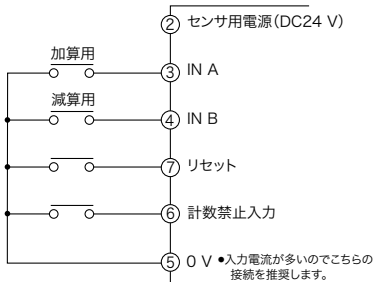 ② センサ用電源(DC24 V)
加算用
③ IN A
減算用
④ IN B
⑦ リセット
⑥ 計数禁止入力
⑤ 0 V ●入力電流が多いのでこちらの
接続を推奨します。